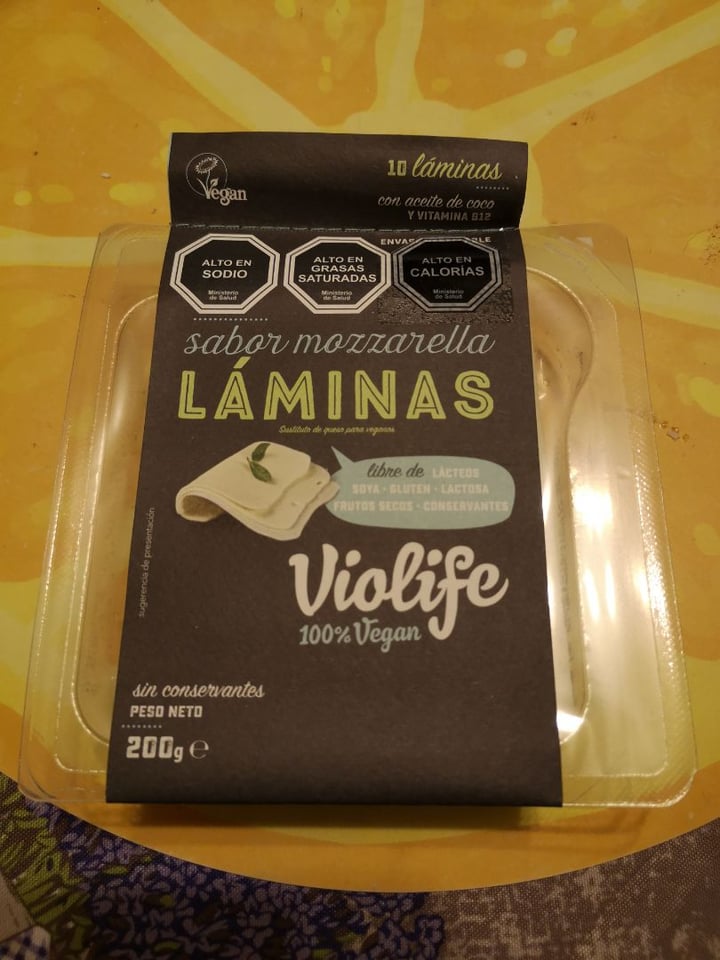 Vegan
10 láminas
con aceite de coco
Y VITAMINA B12
ALTO EN
SODIO
Ministerio
de Salud
ALTO EN
GRASAS
SATURADAS
Ministerio
de Salud
ALTO EN
CALORÍAS
Ministerio
de Salud
sabor mozzarella
LÁMINAS
Sustituto de queso para veganos
libre de LÁCTEOS
SOYA · GLUTEN · LACTOSA
FRUTOS SECOS · CONSERVANTES
sugerencia de presentación
Violife
100% Vegan
sin conservantes
PESO NETO
200g ℮